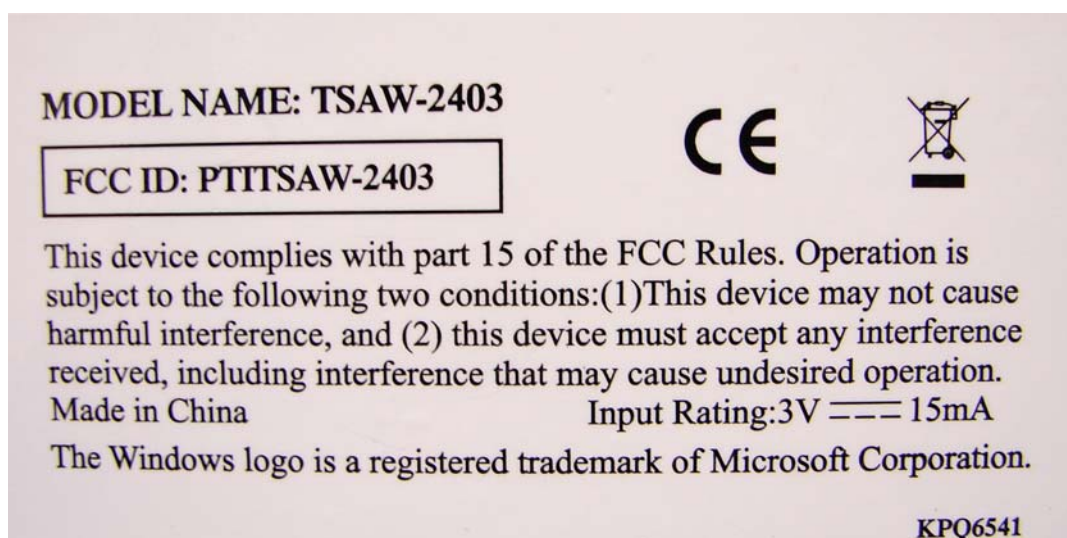 MODEL NAME: TSAW-2403
CE
FCC ID: PTITSAW-2403
This device complies with part 15 of the FCC Rules. Operation is
subject to the following two conditions:(1)This device may not cause
harmful interference, and (2) this device must accept any interference
received, including interference that may cause undesired operation.
Made in China Input Rating:3V 15mA
The Windows logo is a registered trademark of Microsoft Corporation.
KPQ6541